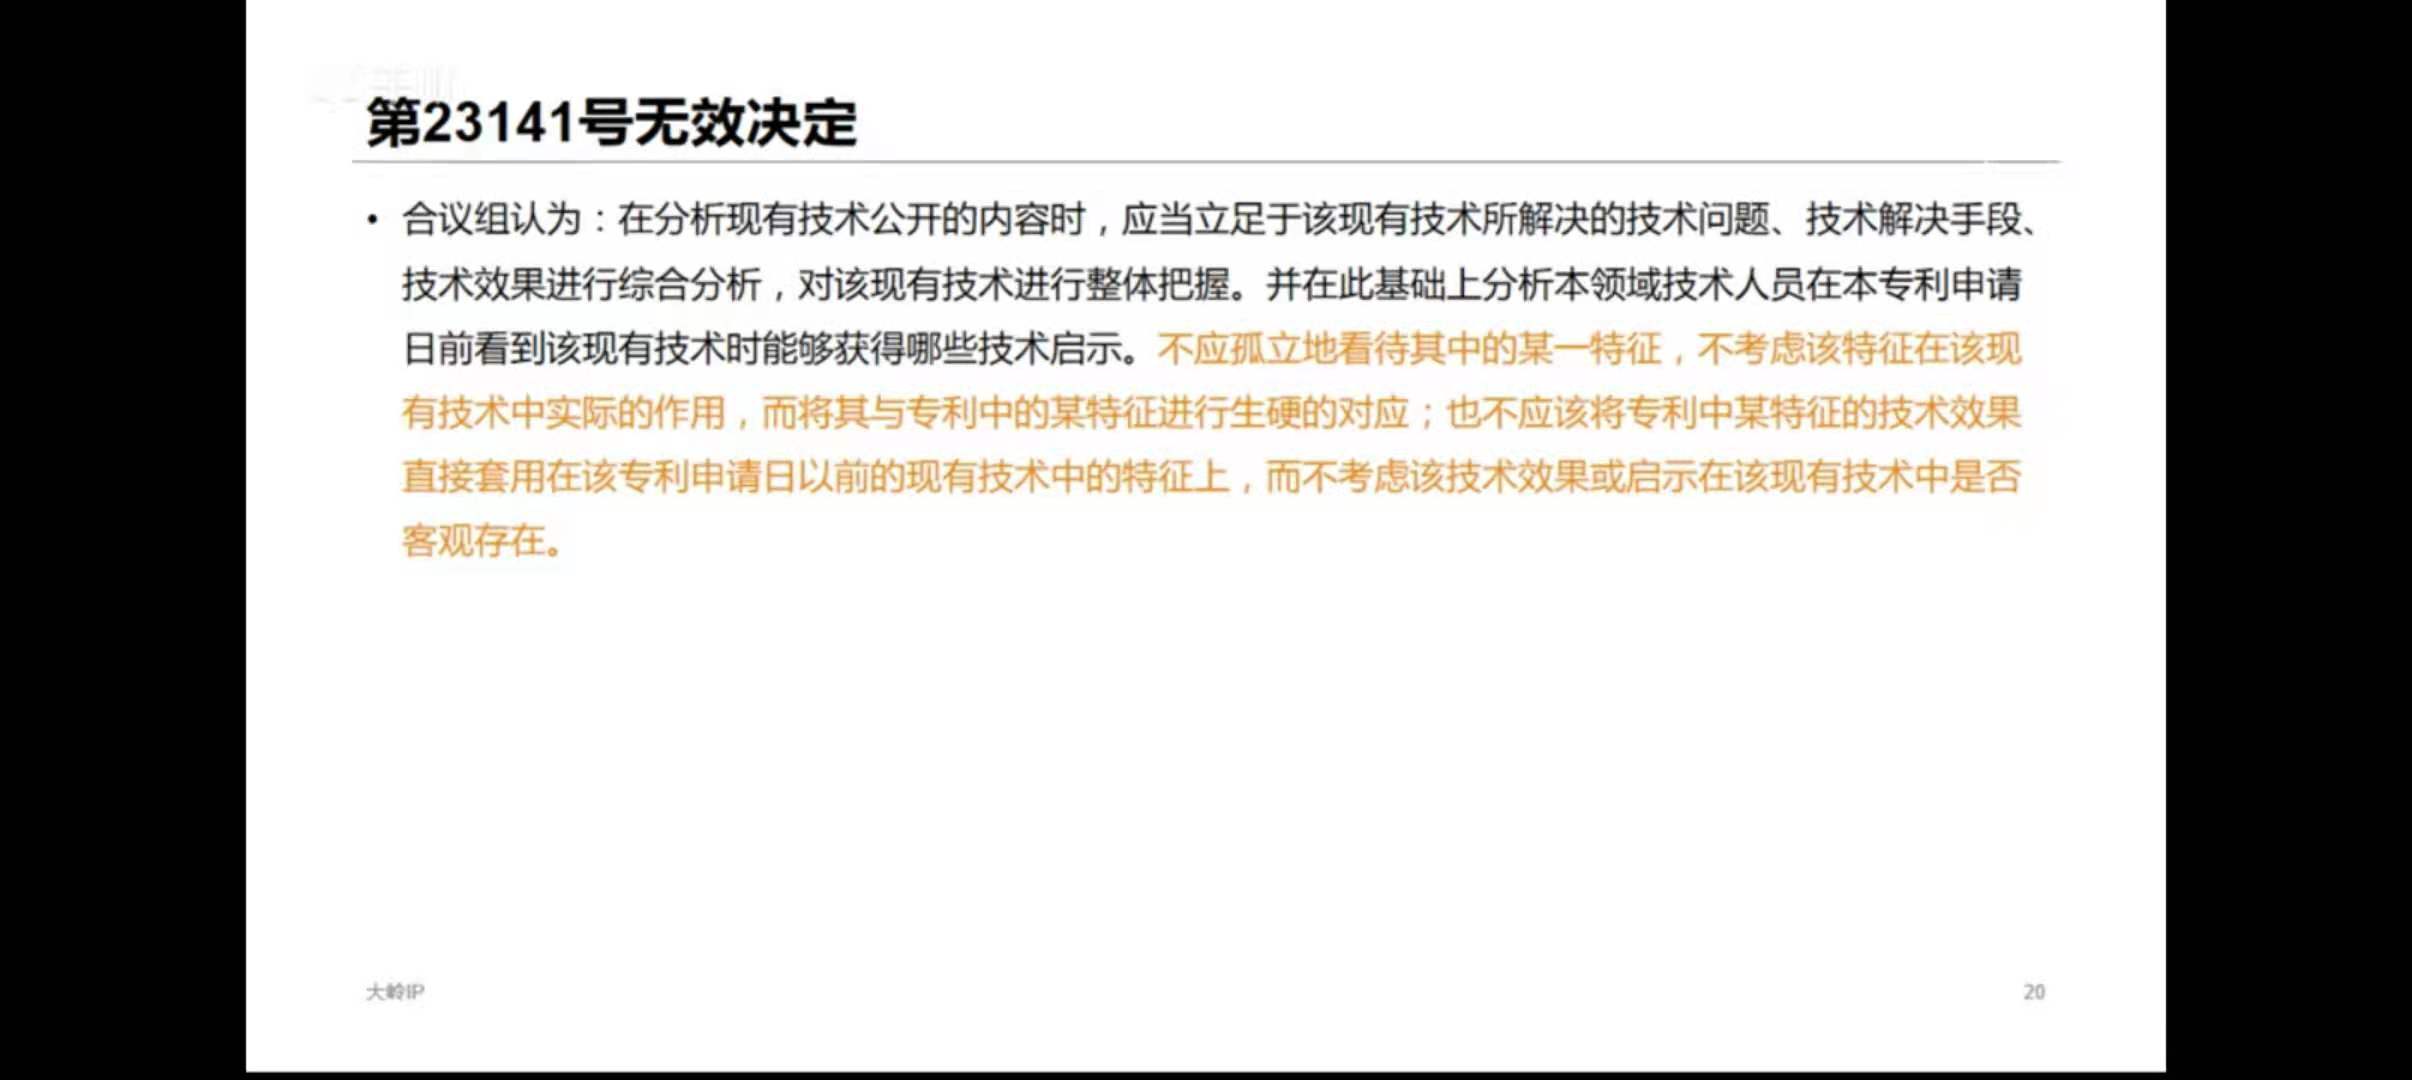 第23141号无效决定
• 合议组认为：在分析现有技术公开的内容时，应当立足于该现有技术所解决的技术问题、技术解决手段、
技术效果进行综合分析，对该现有技术进行整体把握。并在此基础上分析本领域技术人员在本专利申请
日前看到该现有技术时能够获得哪些技术启示。不应孤立地看待其中的某一特征，不考虑该特征在该现
有技术中实际的作用，而将其与专利中的某特征进行生硬的对应；也不应该将专利中某特征的技术效果
直接套用在该专利申请日以前的现有技术中的特征上，而不考虑该技术效果或启示在该现有技术中是否
客观存在。
大岭IP
20